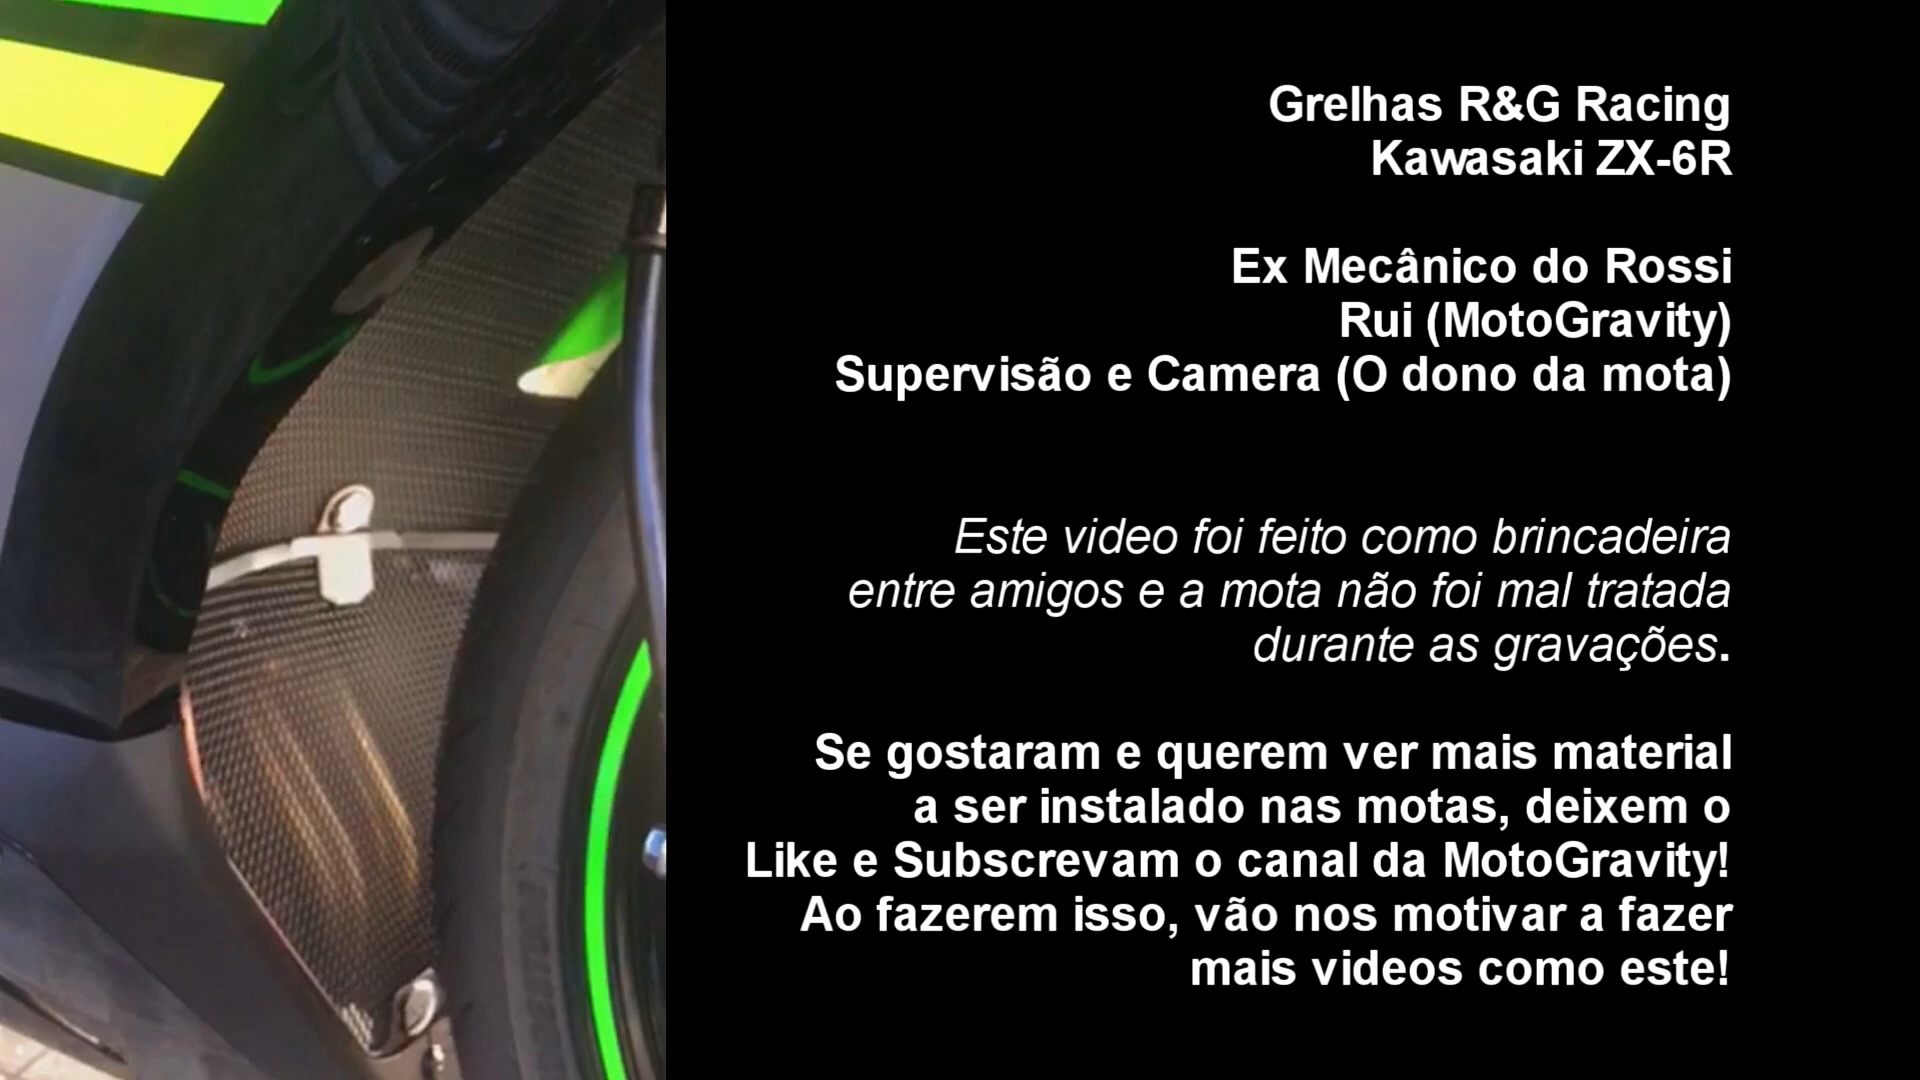 Grelhas R&G Racing
Kawasaki ZX-6R
Ex Mecânico do Rossi
Rui (MotoGravity)
Supervisão e Camera (O dono da mota)
Este video foi feito como brincadeira
entre amigos e a mota não foi mal tratada
durante as gravações.
Se gostaram e querem ver mais material
a ser instalado nas motas, deixem o
Like e Subscrevam o canal da MotoGravity!
Ao fazerem isso, vão nos motivar a fazer
mais videos como este!